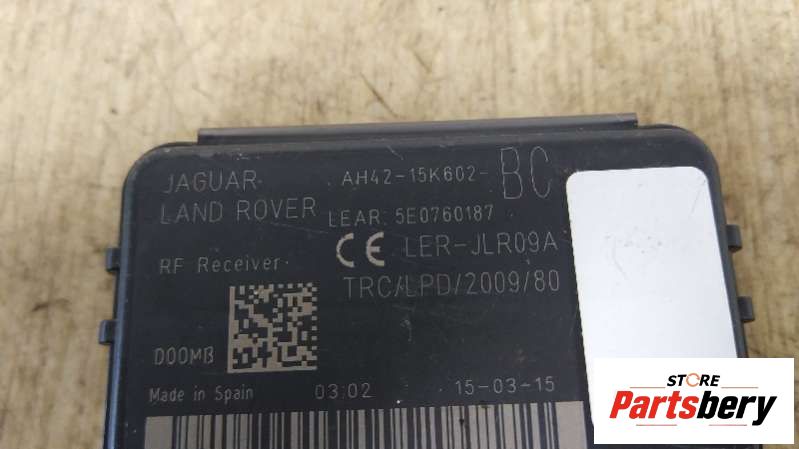 JAGUAR
LAND ROVER
AH42-15K602- BC
LEAR: 5E0760187
CE LER-JLR09A
TRC/LPD/2009/80
RF Receiver
D00MB
Made in Spain 03:02 15-03-15
STORE
Partsbery